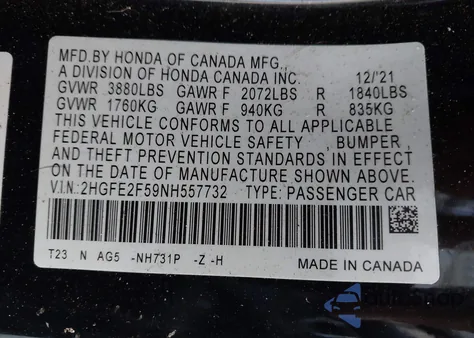 MFD.BY HONDA OF CANADA MFG.
A DIVISION OF HONDA CANADA INC. 12/'21
GVWR 3880LBS GAWR F 2072LBS R 1840LBS
GVWR 1760KG GAWR F 940KG R 835KG
THIS VEHICLE CONFORMS TO ALL APPLICABLE
FEDERAL MOTOR VEHICLE SAFETY BUMPER,
AND THEFT PREVENTION STANDARDS IN EFFECT
ON THE DATE OF MANUFACTURE SHOWN ABOVE.
V.I.N.:2HGFE2F59NH557732 TYPE: PASSENGER CAR
T23 N AG5 -NH731P -Z -H MADE IN CANADA